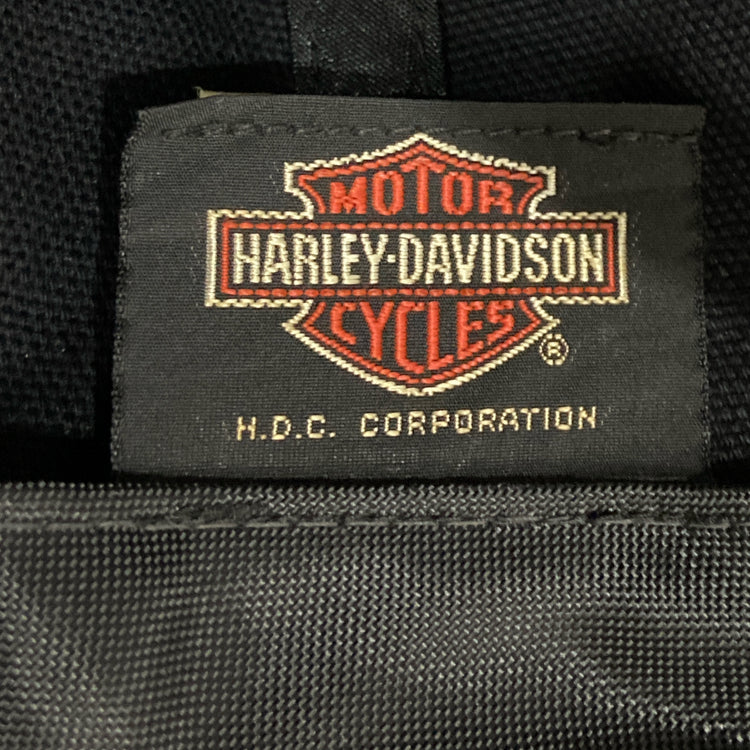 MOTOR
HARLEY-DAVIDSON
CYCLES
®
H.D.C. CORPORATION